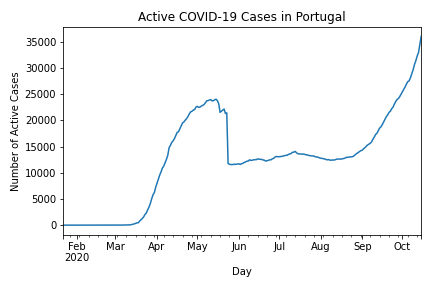 Active COVID-19 Cases in Portugal
Number of Active Cases
35000
30000
25000
20000
15000
10000
5000
0
Feb Mar Apr May Jun Jul Aug Sep Oct
2020
Day